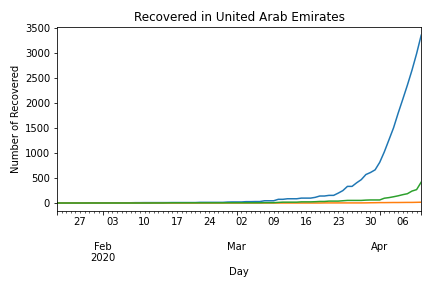 Recovered in United Arab Emirates
Number of Recovered
3500
3000
2500
2000
1500
1000
500
0
27 03 10 17 24 02 09 16 23 30 06
Feb Mar Apr
2020
Day